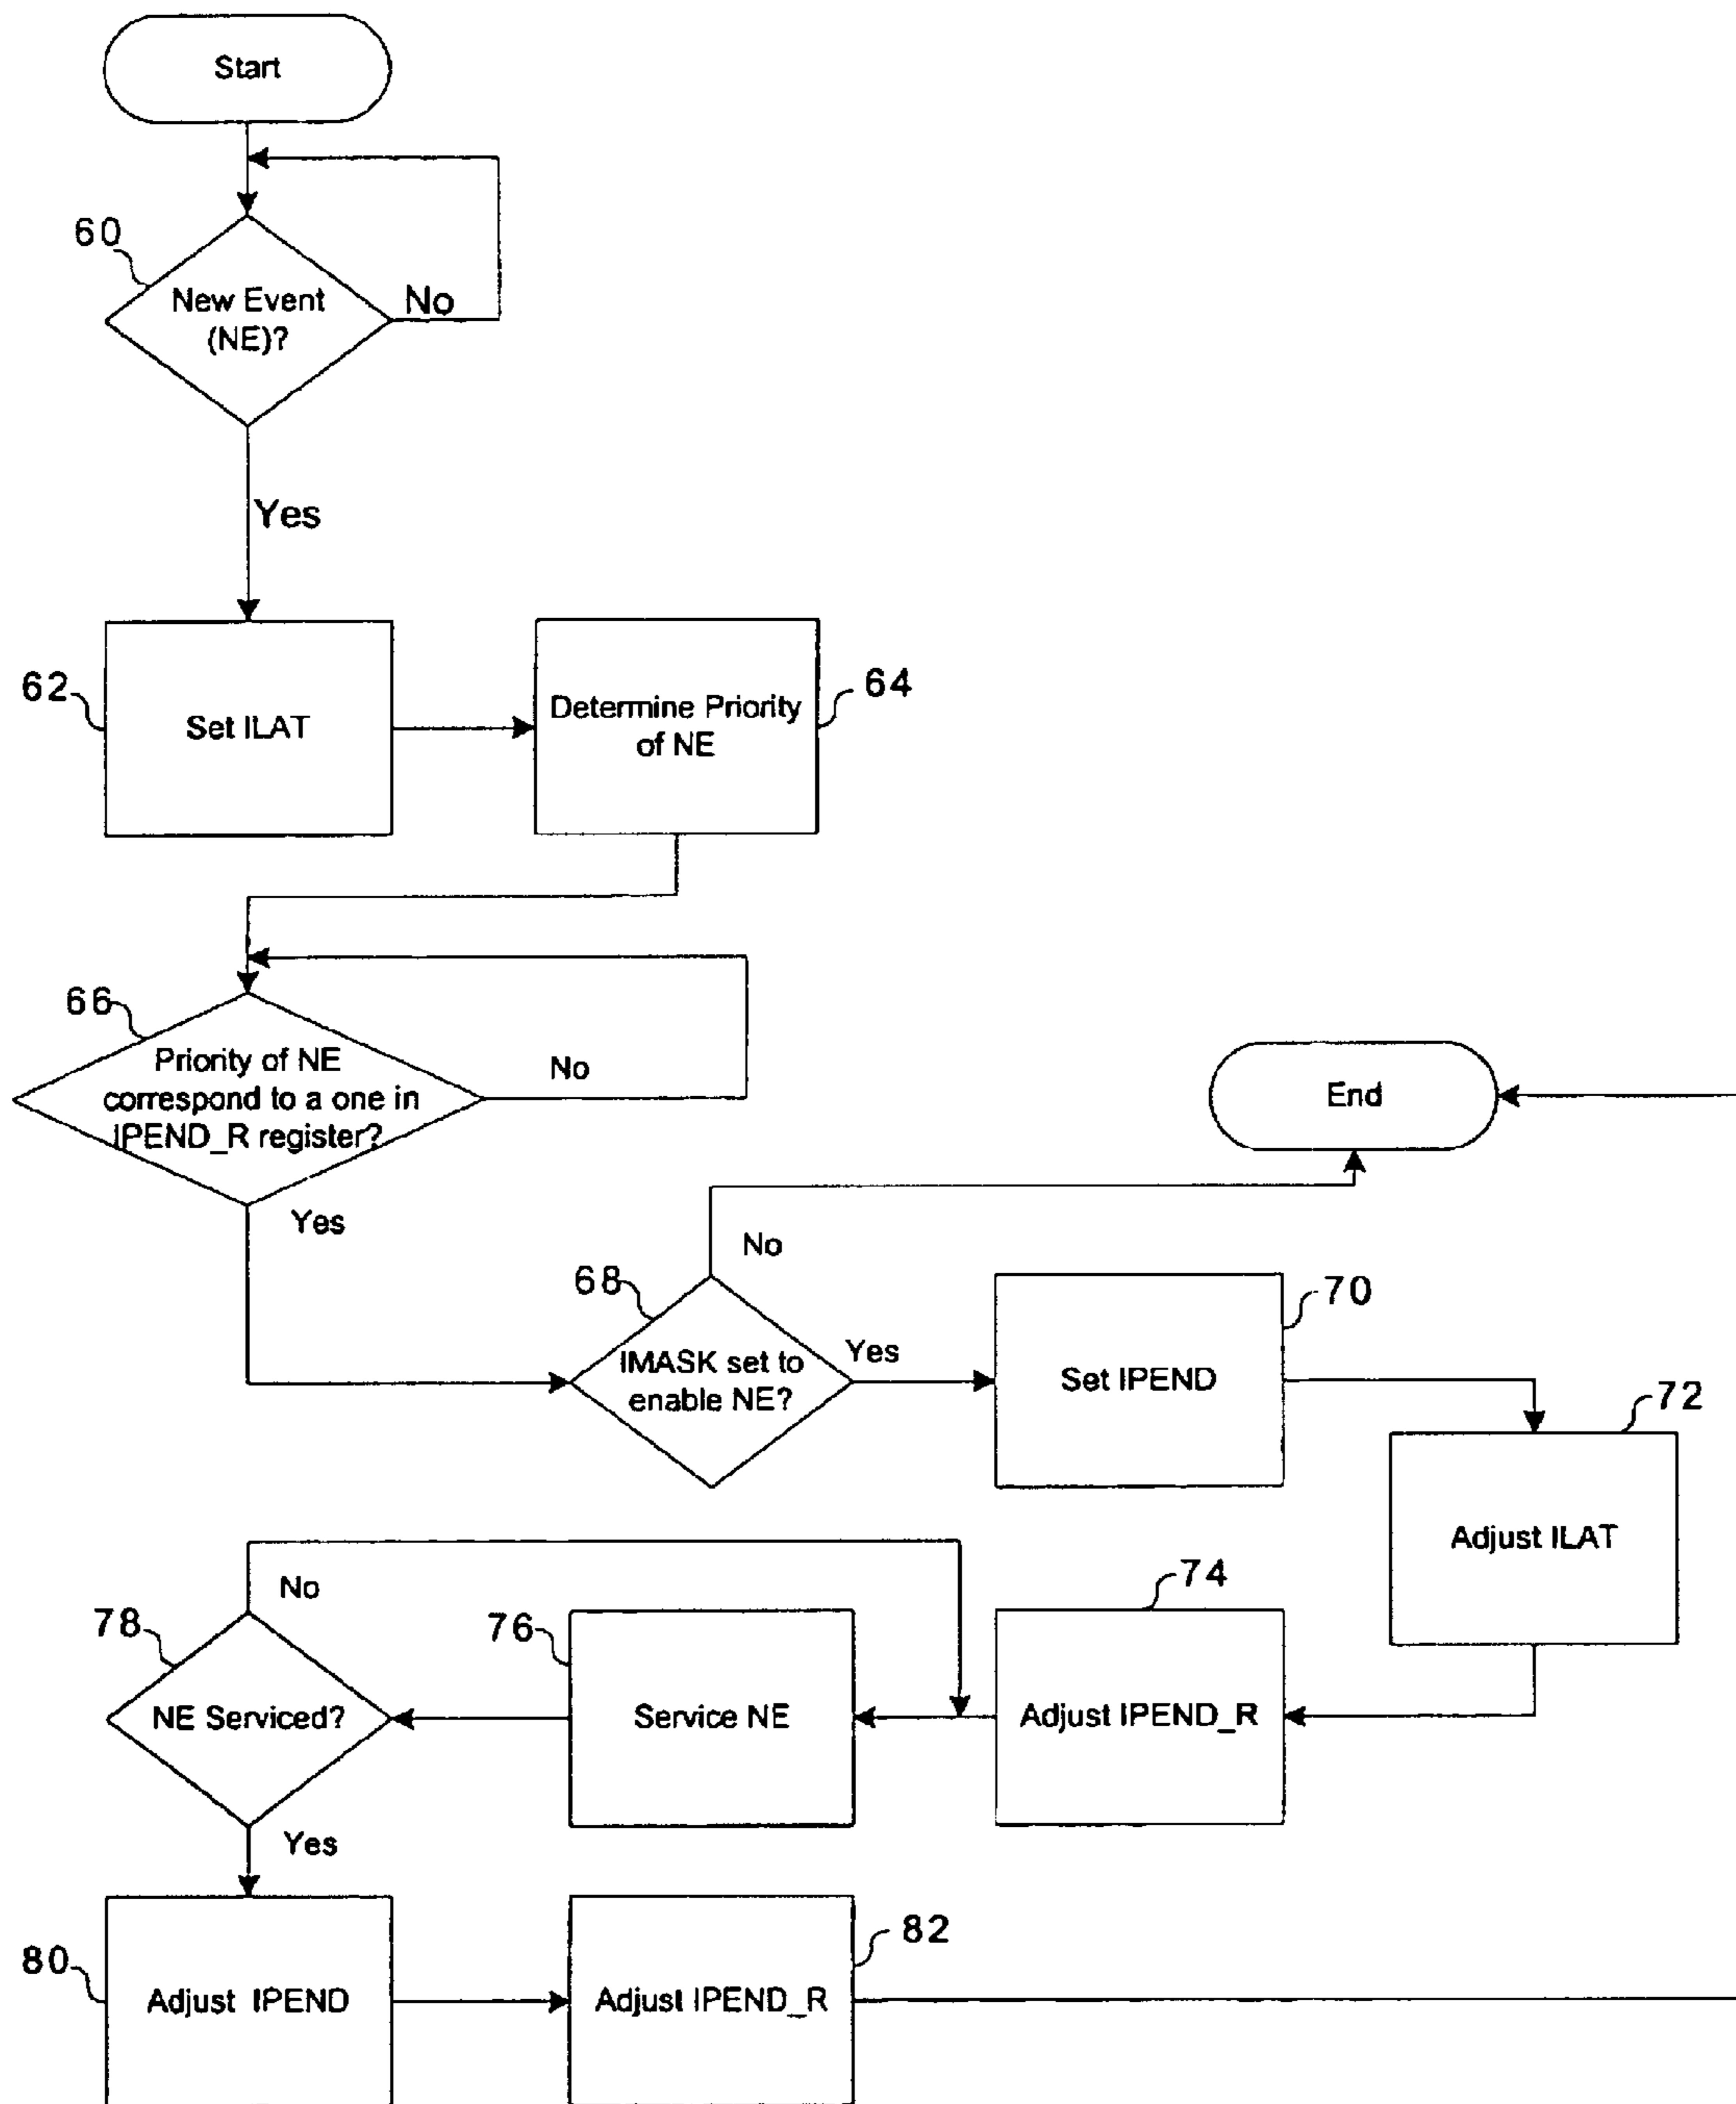 Start
60
New Event
(NE)?
No
Yes
62
Set ILAT
Determine Priority
of NE
64
66
Priority of NE
correspond to a one in
IPEND_R register?
No
Yes
End
68
IMASK set to
enable NE?
No
Yes
Set IPEND
70
72
Adjust ILAT
74
Adjust IPEND_R
76
Service NE
78
NE Serviced?
No
Yes
80
Adjust IPEND
82
Adjust IPEND_R